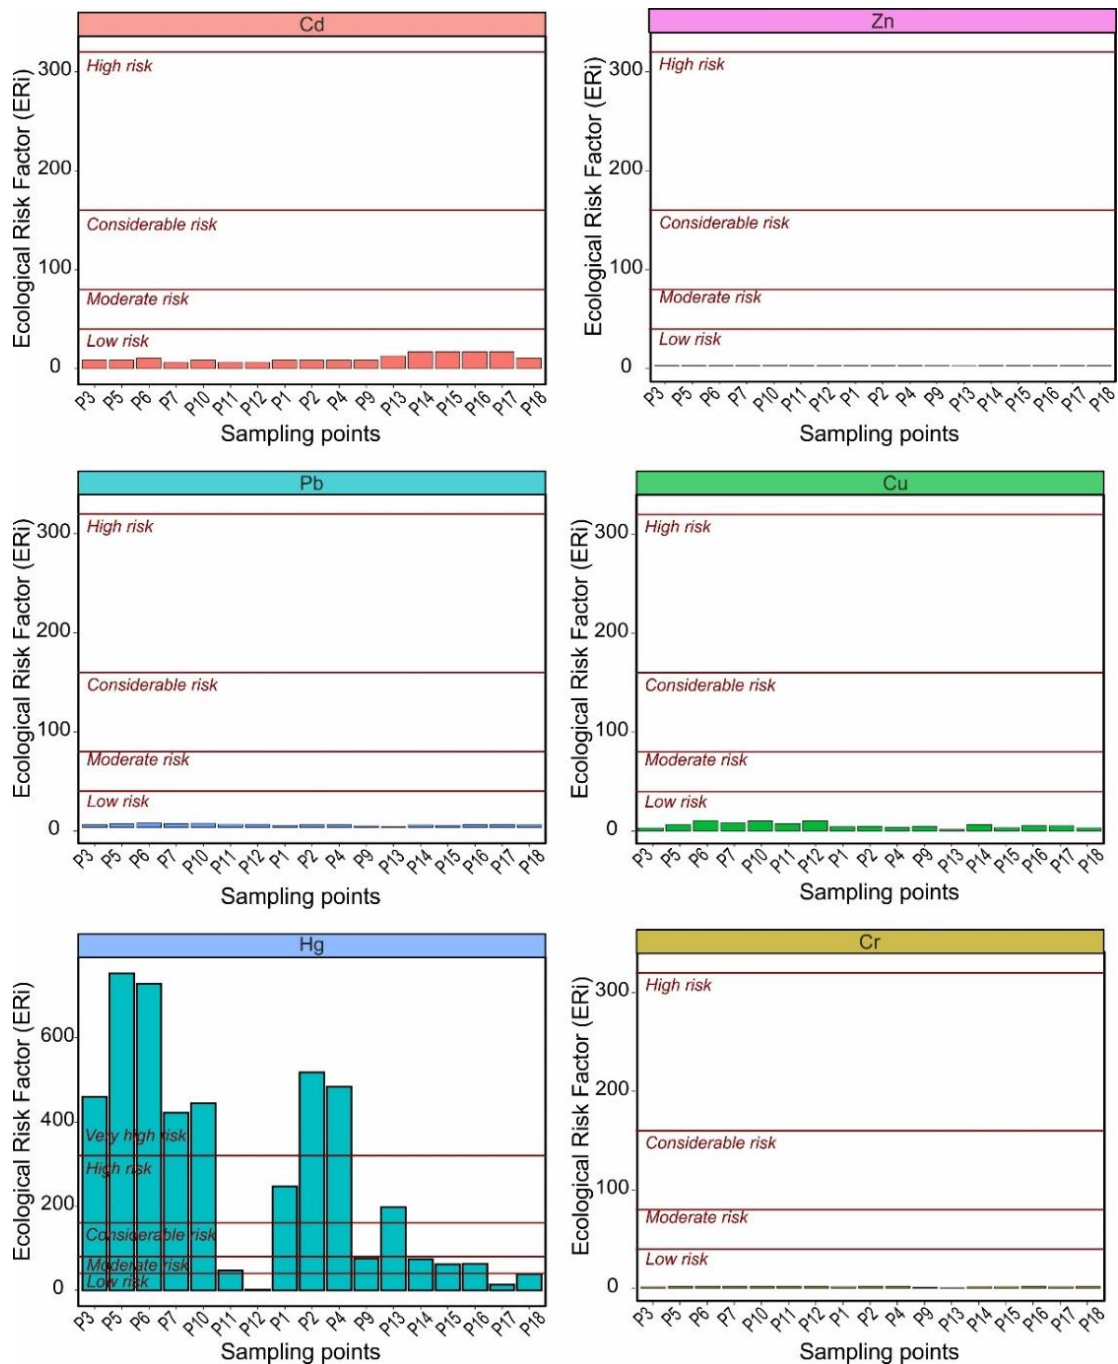 Cd
Ecological Risk Factor (ERi)
300
200
100
0
High risk
Considerable risk
Moderate risk
Low risk
P3 P5 P6 P7 P10 P11 P12 P1 P2 P4 P9 P13 P14 P15 P16 P17 P18
Sampling points
Zn
Ecological Risk Factor (ERi)
300
200
100
0
High risk
Considerable risk
Moderate risk
Low risk
P3 P5 P6 P7 P10 P11 P12 P1 P2 P4 P9 P13 P14 P15 P16 P17 P18
Sampling points
Pb
Ecological Risk Factor (ERi)
300
200
100
0
High risk
Considerable risk
Moderate risk
Low risk
P3 P5 P6 P7 P10 P11 P12 P1 P2 P4 P9 P13 P14 P15 P16 P17 P18
Sampling points
Cu
Ecological Risk Factor (ERi)
300
200
100
0
High risk
Considerable risk
Moderate risk
Low risk
P3 P5 P6 P7 P10 P11 P12 P1 P2 P4 P9 P13 P14 P15 P16 P17 P18
Sampling points
Hg
Ecological Risk Factor (ERi)
600
400
200
0
Very high risk
High risk
Considerable risk
Moderate risk
Low risk
P3 P5 P6 P7 P10 P11 P12 P1 P2 P4 P9 P13 P14 P15 P16 P17 P18
Sampling points
Cr
Ecological Risk Factor (ERi)
300
200
100
0
High risk
Considerable risk
Moderate risk
Low risk
P3 P5 P6 P7 P10 P11 P12 P1 P2 P4 P9 P13 P14 P15 P16 P17 P18
Sampling points